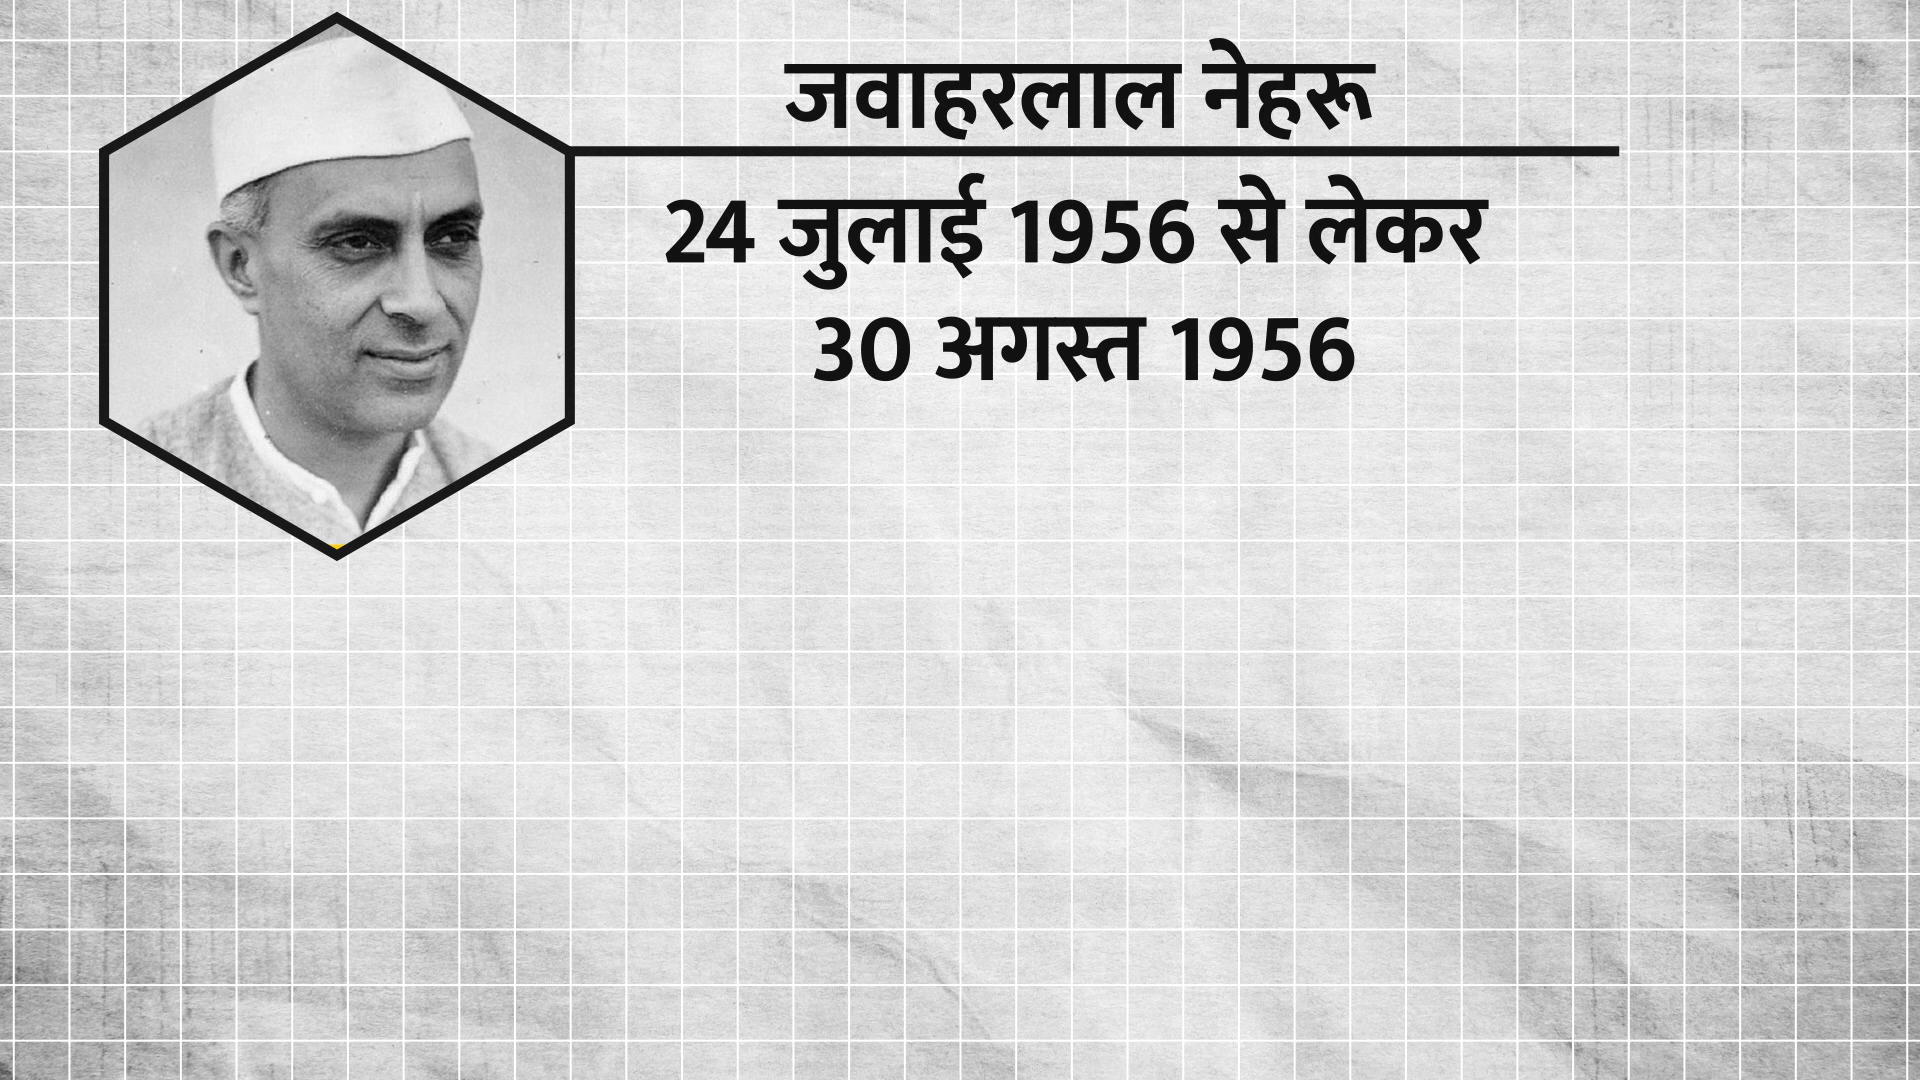 जवाहरलाल नेहरू
24 जुलाई 1956 से लेकर
30 अगस्त 1956